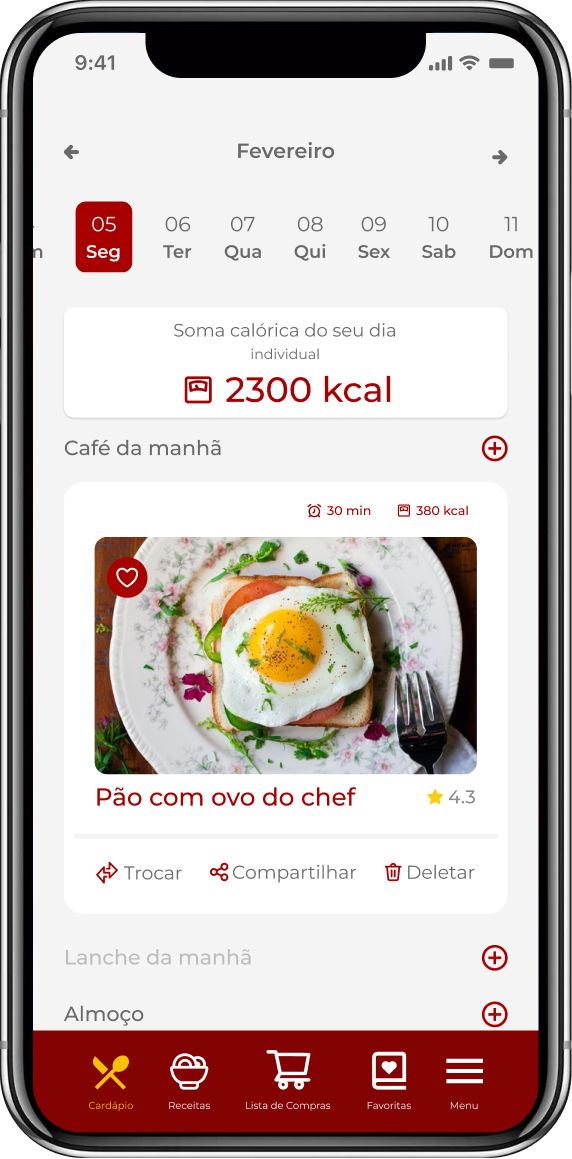 9:41
Fevereiro
05 06 07 08 09 10 11
Seg Ter Qua Qui Sex Sab Dom
Soma calórica do seu dia
individual
2300 kcal
Café da manhã
30 min 380 kcal
Pão com ovo do chef 4.3
Trocar Compartilhar Deletar
Lanche da manhã
Almoço
Cardápio Receitas Lista de Compras Favoritas Menu